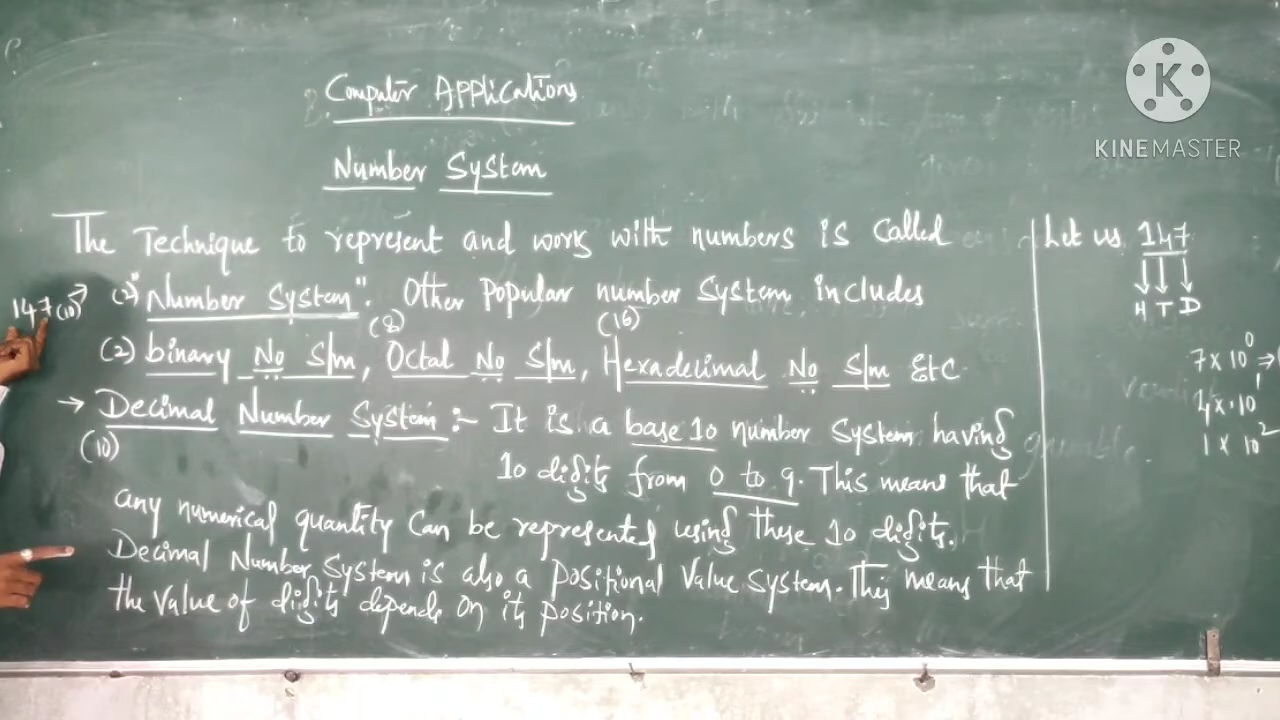 Computer Applications
Number System
The Technique to represent and work with numbers is called
"Number System". Other Popular number System includes
(8) (16)
(2) binary No S/m, Octal No S/m, Hexadecimal No S/m Etc
→ Decimal Number System :- It is a base 10 number System having
(10) 10 digits from 0 to 9. This means that
any numerical quantity Can be represented using these 10 digits.
Decimal Number System is also a Positional Value System. This means that
the Value of digits depends on its position.
147(10)
Let us 147
H T D
7 x 10^0 ⇒
4 x 10^1
1 x 10^2
K
KINEMASTER